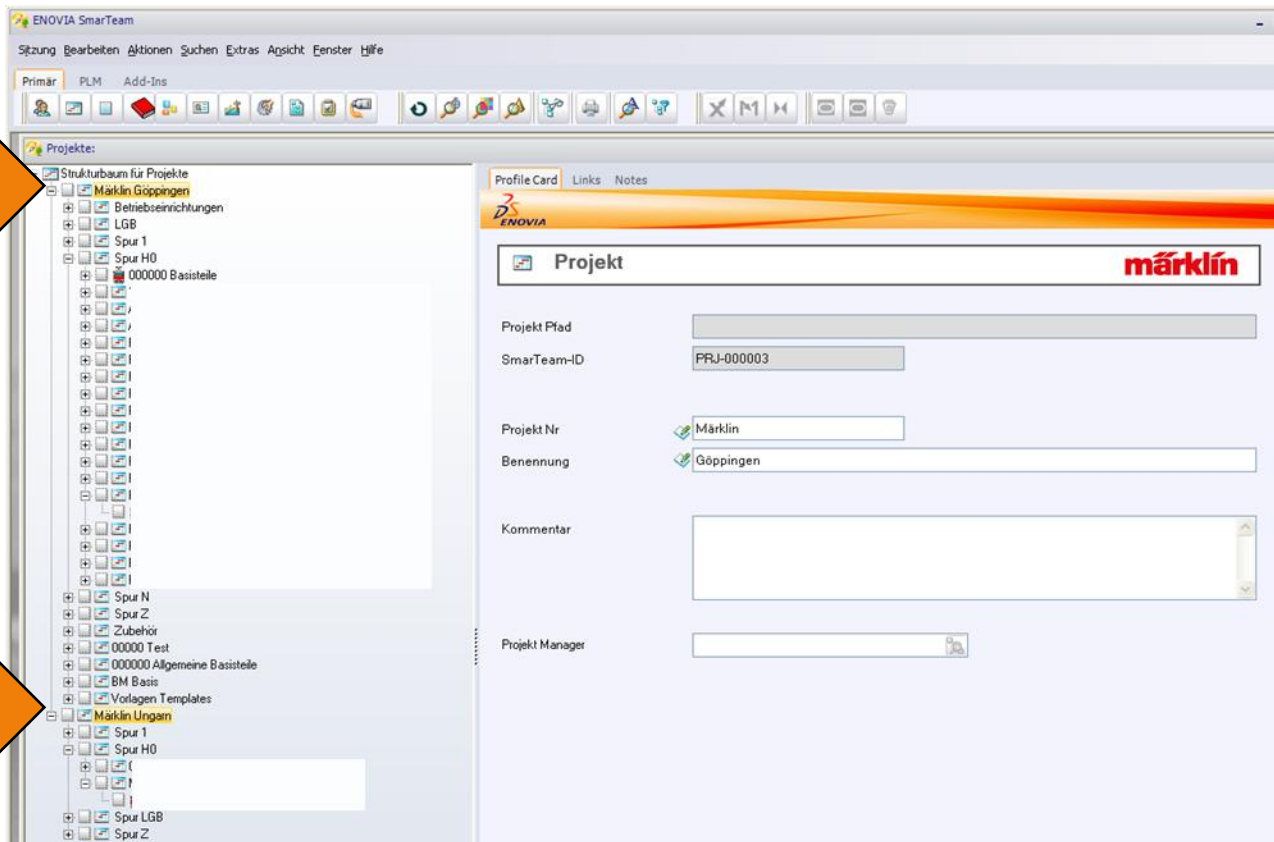 ENOVIA SmarTeam
Sitzung Bearbeiten Aktionen Suchen Extras Ansicht Fenster Hilfe
Primär PLM Add-Ins
Projekte:
Strukturbaum für Projekte
Märklin Göppingen
Betriebseinrichtungen
LGB
Spur 1
Spur H0
000000 Basisteile
Spur N
Spur Z
Zubehör
00000 Test
000000 Allgemeine Basisteile
BM Basis
Vorlagen Templates
Märklin Ungarn
Spur 1
Spur H0
Spur LGB
Spur Z
Profile Card Links Notes
ENOVIA
Projekt märklin
Projekt Pfad
SmarTeam-ID PRJ-000003
Projekt Nr Märklin
Benennung Göppingen
Kommentar
Projekt Manager